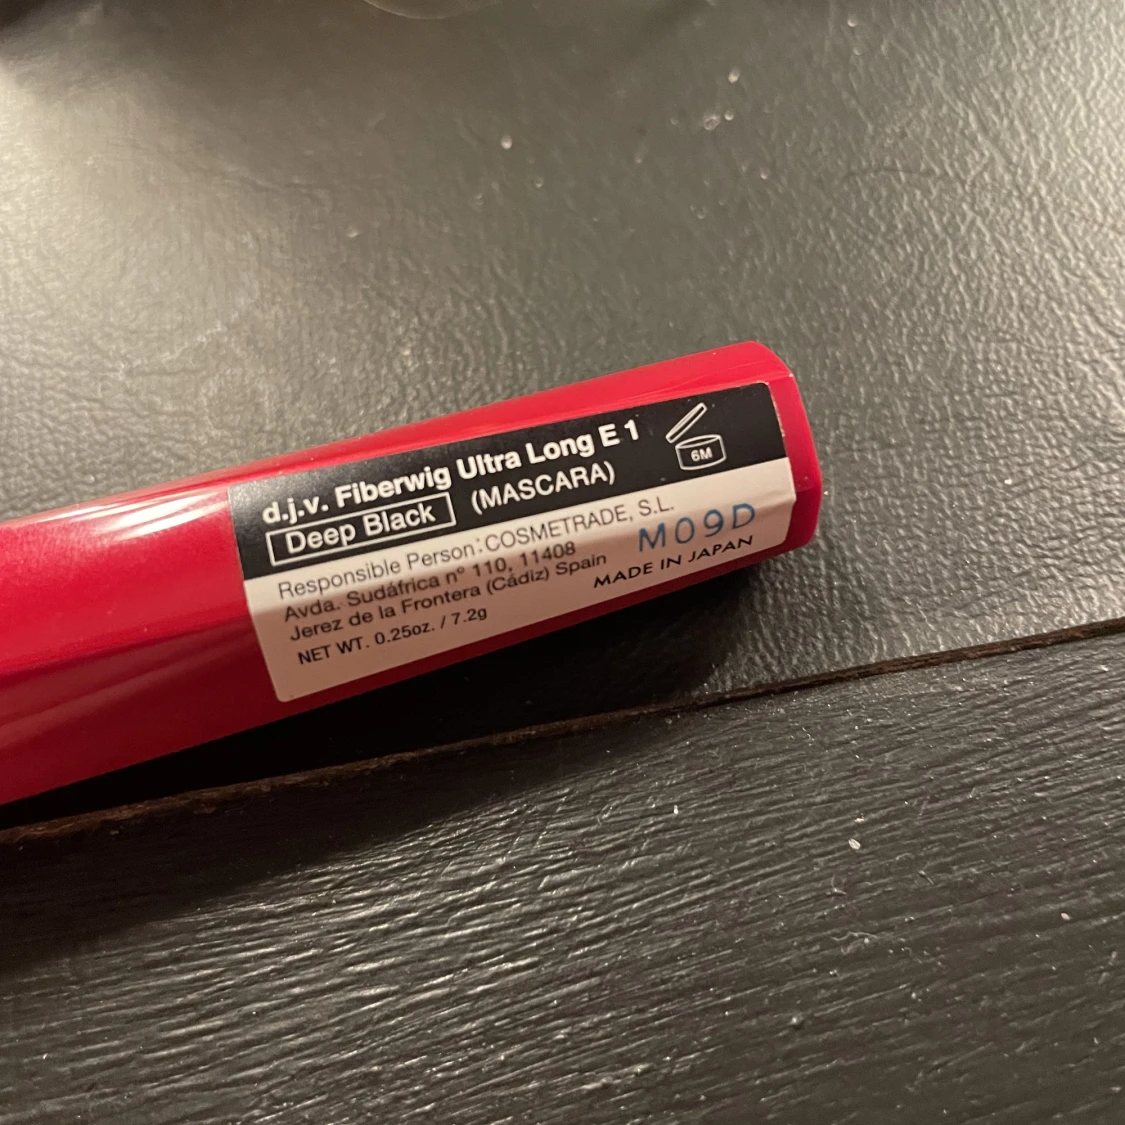 d.j.v. Fiberwig Ultra Long E 1
Deep Black (MASCARA)
6M
Responsible Person:COSMETRADE, S.L.
Avda. Sudáfrica nº 110, 11408
Jerez de la Frontera (Cádiz) Spain
NET WT. 0.25oz. / 7.2g
M09D
MADE IN JAPAN